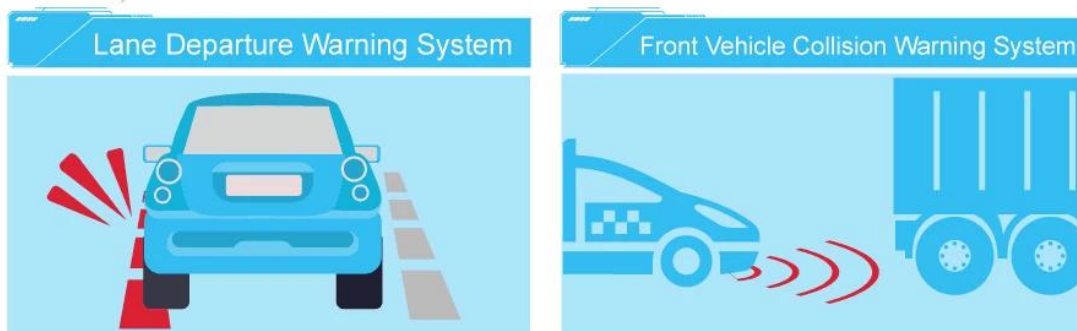 Lane Departure Warning System
Front Vehicle Collision Warning System